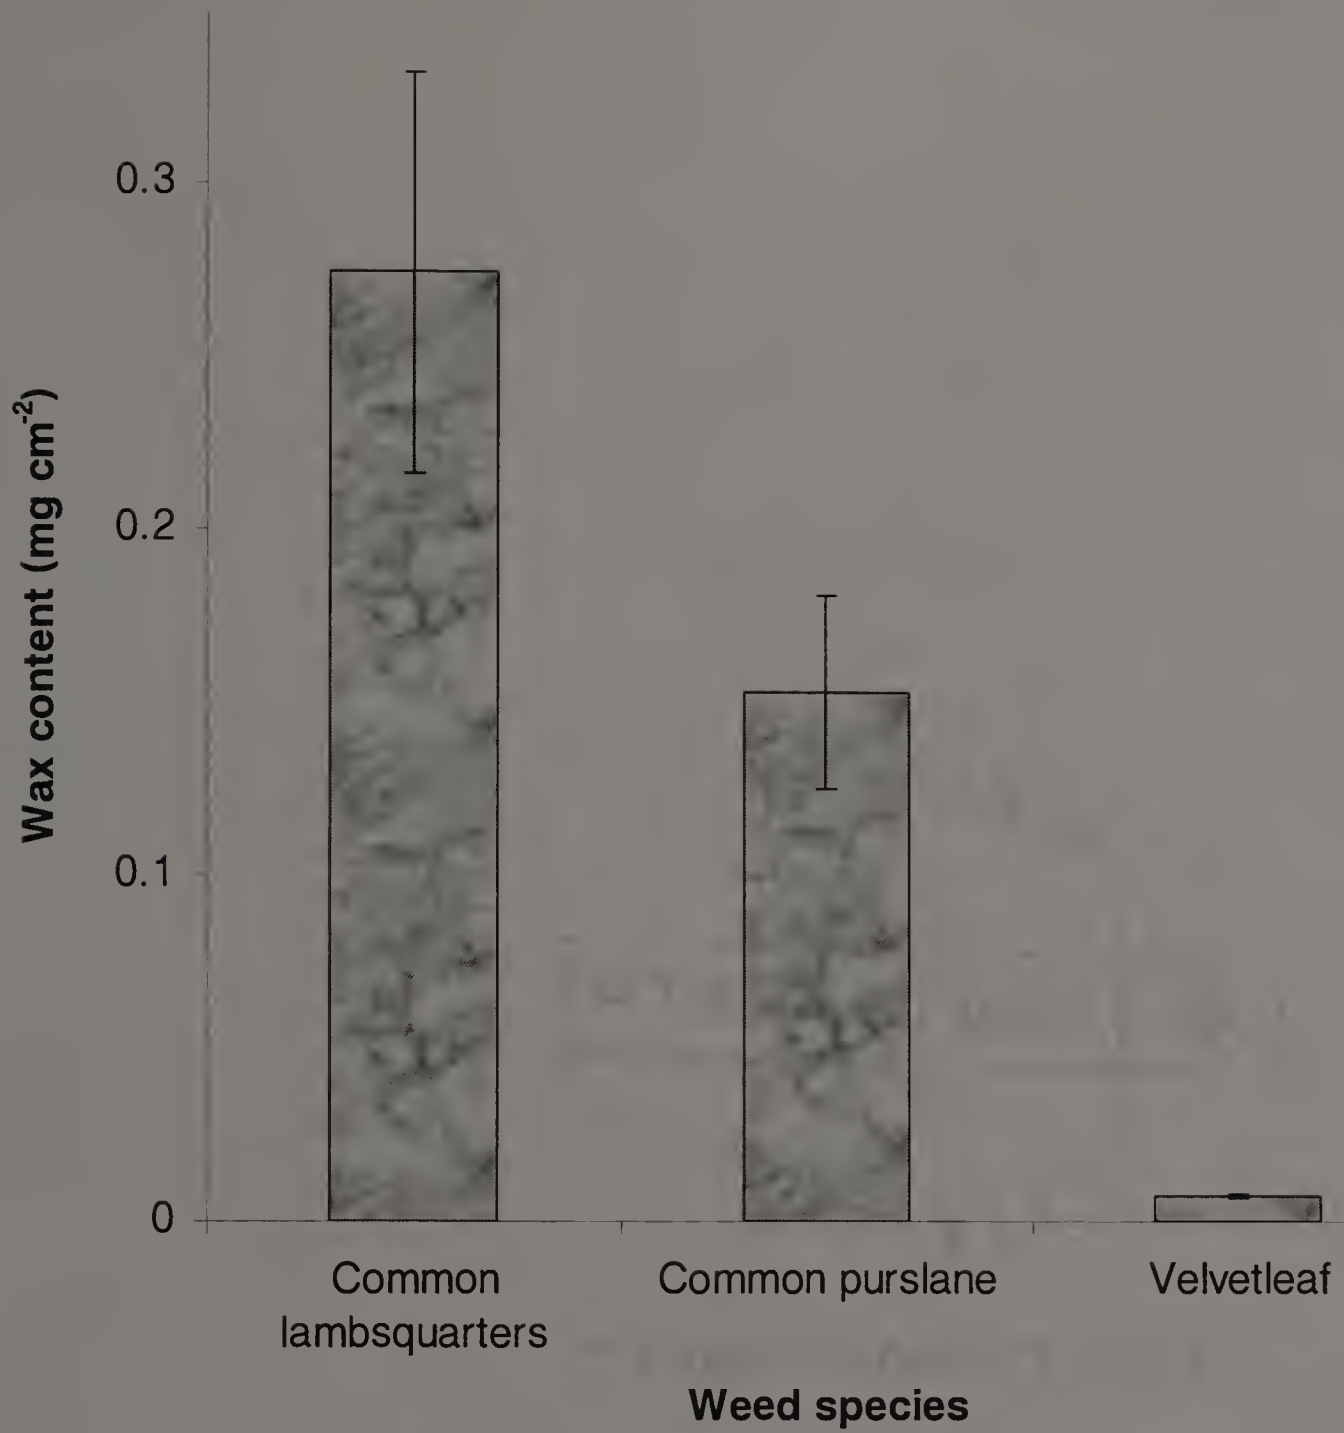 0.3
0.2
0.1
0
Wax content (mg cm⁻²)
Common
lambsquarters
Common purslane
Velvetleaf
Weed species